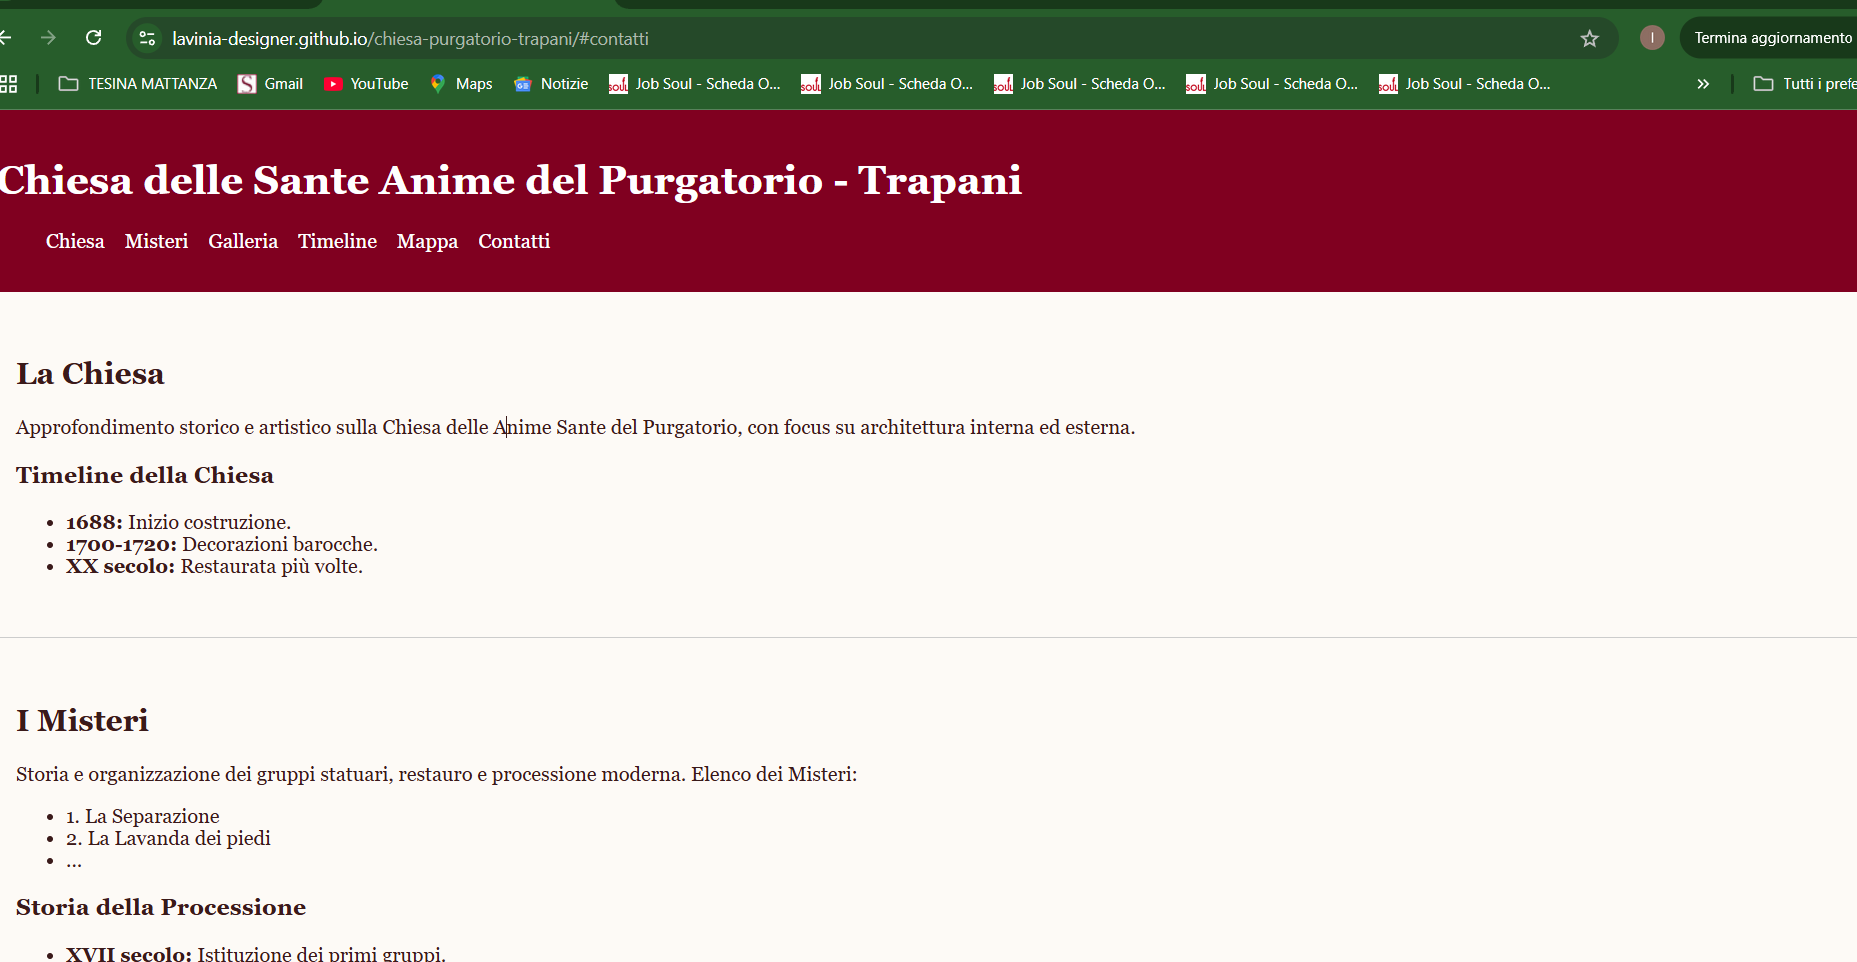 lavinia-designer.github.io/chiesa-purgatorio-trapani/#contatti
I
Termina aggiornamento
TESINA MATTANZA
S
Gmail
YouTube
Maps
Notizie
SOUL
Job Soul - Scheda O...
SOUL
Job Soul - Scheda O...
SOUL
Job Soul - Scheda O...
SOUL
Job Soul - Scheda O...
SOUL
Job Soul - Scheda O...
»
Tutti i prefe
Chiesa delle Sante Anime del Purgatorio - Trapani
Chiesa Misteri Galleria Timeline Mappa Contatti
La Chiesa
Approfondimento storico e artistico sulla Chiesa delle Anime Sante del Purgatorio, con focus su architettura interna ed esterna.
Timeline della Chiesa
• 1688: Inizio costruzione.
• 1700-1720: Decorazioni barocche.
• XX secolo: Restaurata più volte.
I Misteri
Storia e organizzazione dei gruppi statuari, restauro e processione moderna. Elenco dei Misteri:
• 1. La Separazione
• 2. La Lavanda dei piedi
• ...
Storia della Processione
• XVII secolo: Istituzione dei primi gruppi.